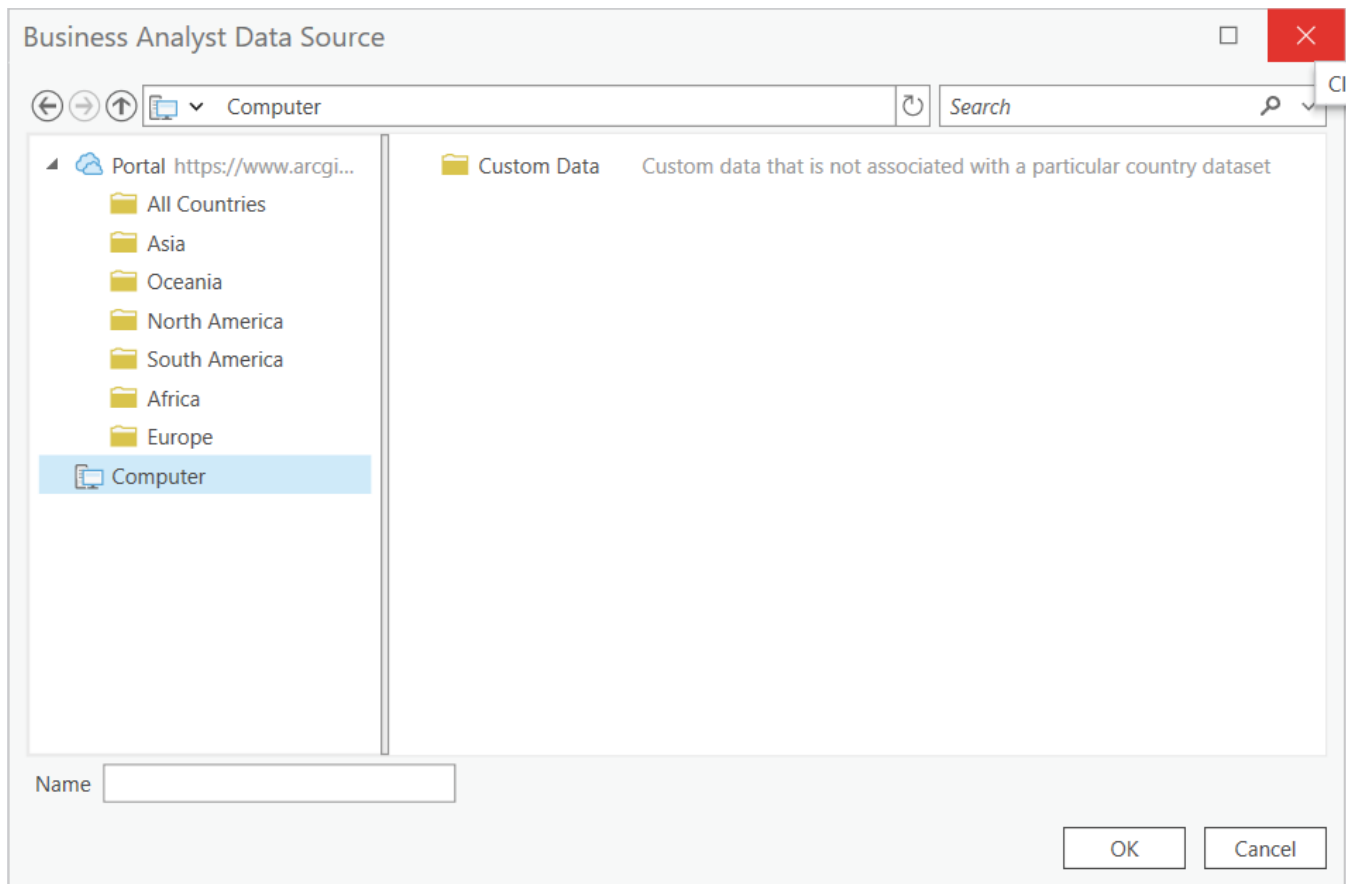 Business Analyst Data Source
Cl
Computer
Search
Portal https://www.arcgi...
All Countries
Asia
Oceania
North America
South America
Africa
Europe
Computer
Custom Data Custom data that is not associated with a particular country dataset
Name
OK Cancel